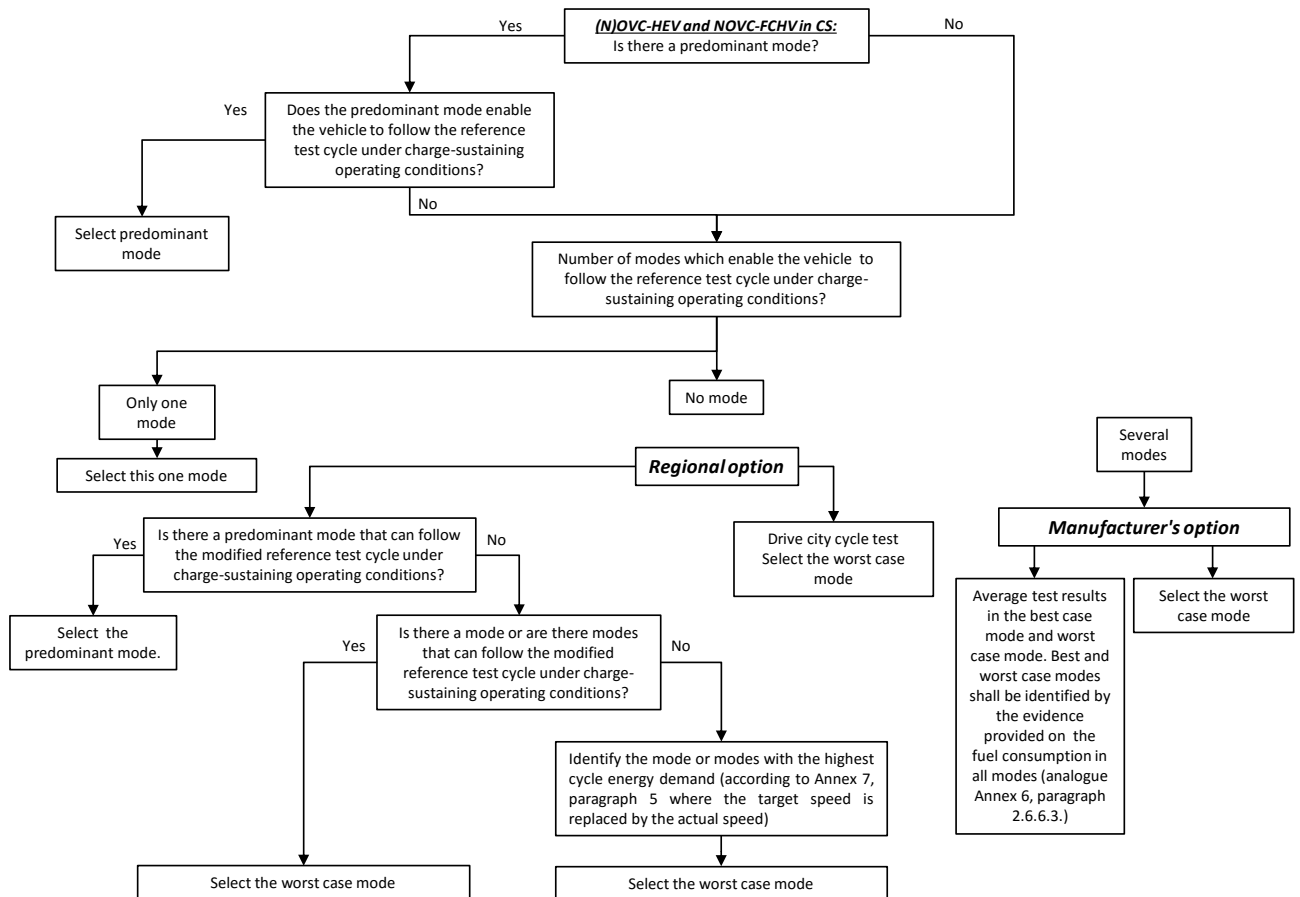 (N)OVC-HEV and NOVC-FCHV in CS:
Is there a predominant mode?
Yes
No
Does the predominant mode enable
the vehicle to follow the reference
test cycle under charge-sustaining
operating conditions?
Yes
No
Select predominant
mode
Number of modes which enable the vehicle to
follow the reference test cycle under charge-
sustaining operating conditions?
Only one
mode
No mode
Several
modes
Select this one mode
Regional option
Manufacturer's option
Is there a predominant mode that can follow
the modified reference test cycle under
charge-sustaining operating conditions?
Yes
No
Drive city cycle test
Select the worst case
mode
Average test results
in the best case
mode and worst
case mode. Best and
worst case modes
shall be identified by
the evidence
provided on the
fuel consumption in
all modes (analogue
Annex 6, paragraph
2.6.6.3.)
Select the worst
case mode
Select the
predominant mode.
Is there a mode or are there modes
that can follow the modified
reference test cycle under charge-
sustaining operating conditions?
Yes
No
Identify the mode or modes with the highest
cycle energy demand (according to Annex 7,
paragraph 5 where the target speed is
replaced by the actual speed)
Select the worst case mode
Select the worst case mode